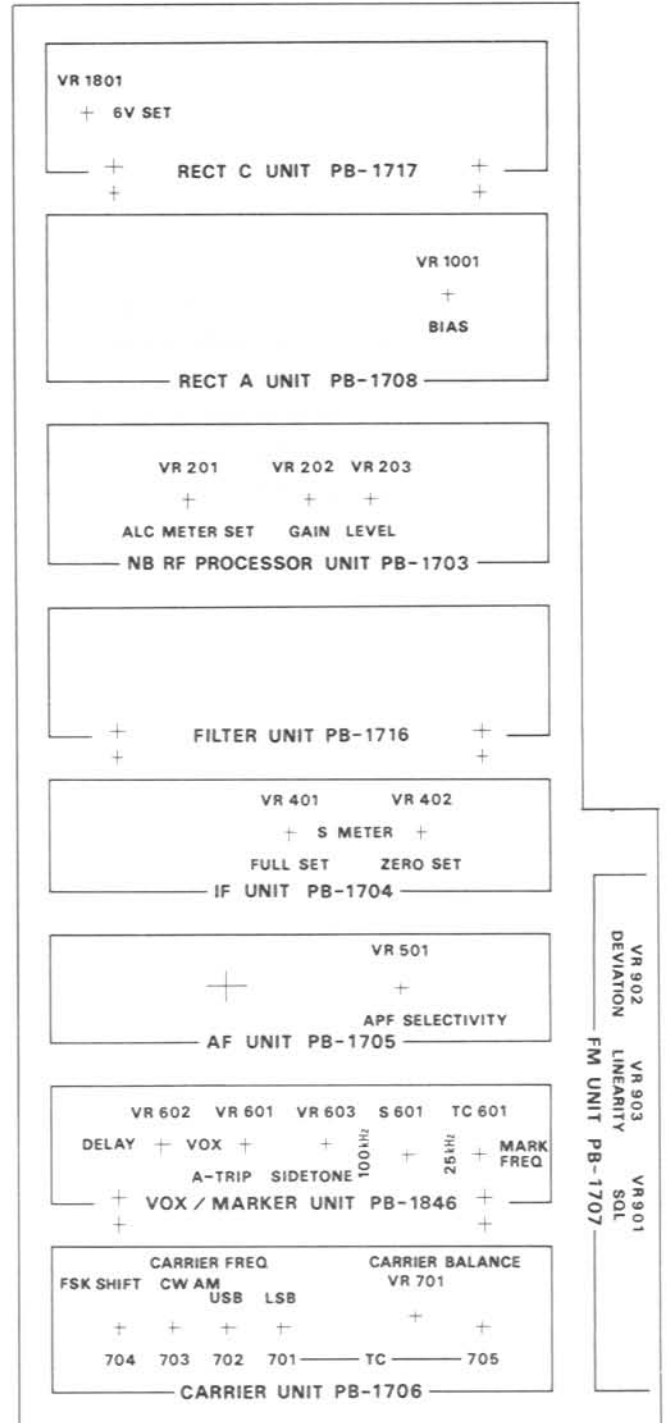 VR 1801
6V SET
RECT C UNIT PB-1717
VR 1001
BIAS
RECT A UNIT PB-1708
VR 201 VR 202 VR 203
ALC METER SET GAIN LEVEL
NB RF PROCESSOR UNIT PB-1703
FILTER UNIT PB-1716
VR 401 VR 402
S METER
FULL SET ZERO SET
IF UNIT PB-1704
VR 501
APF SELECTIVITY
AF UNIT PB-1705
VR 602 VR 601 VR 603 S 601 TC 601
DELAY VOX 100kHz 25kHz MARK FREQ
A-TRIP SIDETONE
VOX / MARKER UNIT PB-1846
CARRIER FREQ CARRIER BALANCE
FSK SHIFT CW AM VR 701
USB LSB
704 703 702 701 TC 705
CARRIER UNIT PB-1706
VR 902 VR 903 VR 901
DEVIATION LINEARITY SQL
FM UNIT PB-1707